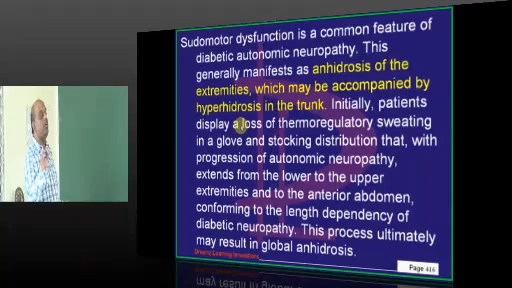 Sudomotor dysfunction is a common feature of
diabetic autonomic neuropathy. This
generally manifests as anhidrosis of the
extremities, which may be accompanied by
hyperhidrosis in the trunk. Initially, patients
display a loss of thermoregulatory sweating
in a glove and stocking distribution that, with
progression of autonomic neuropathy,
extends from the lower to the upper
extremities and to the anterior abdomen,
conforming to the length dependency of
diabetic neuropathy. This process ultimately
may result in global anhidrosis.
Learning Innovations
Page 416